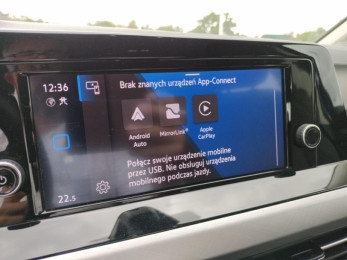 12:36
Brak znanych urządzeń App-Connect
Android
Auto
MirrorLink®
Apple
CarPlay
Połącz swoje urządzenie mobilne
przez USB. Nie obsługuj urządzenia
mobilnego podczas jazdy.
22.5